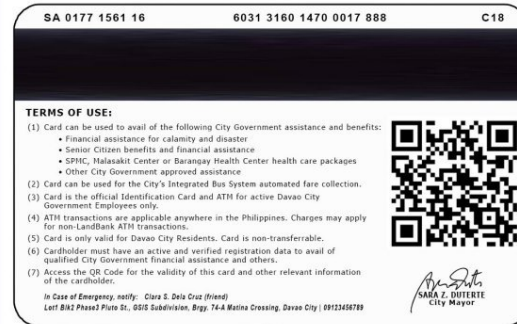 SA 0177 1561 16 6031 3160 1470 0017 888 C18
TERMS OF USE:
(1) Card can be used to avail of the following City Government assistance and benefits:
• Financial assistance for calamity and disaster
• Senior Citizen benefits and financial assistance
• SPMC, Malasakit Center or Barangay Health Center health care packages
• Other City Government approved assistance
(2) Card can be used for the City's Integrated Bus System automated fare collection.
(3) Card is the official Identification Card and ATM for active Davao City
Government Employees only.
(4) ATM transactions are applicable anywhere in the Philippines. Charges may apply
for non-LandBank ATM transactions.
(5) Card is only valid for Davao City Residents. Card is non-transferrable.
(6) Cardholder must have an active and verified registration data to avail of
qualified City Government financial assistance and others.
(7) Access the QR Code for the validity of this card and other relevant information
of the cardholder.
In Case of Emergency, notify: Clara S. Dela Cruz (friend)
Lot1 Blk2 Phase3 Pluto St., GSIS Subdivision, Brgy. 74-A Matina Crossing, Davao City | 09123456789
SARA Z. DUTERTE
City Mayor